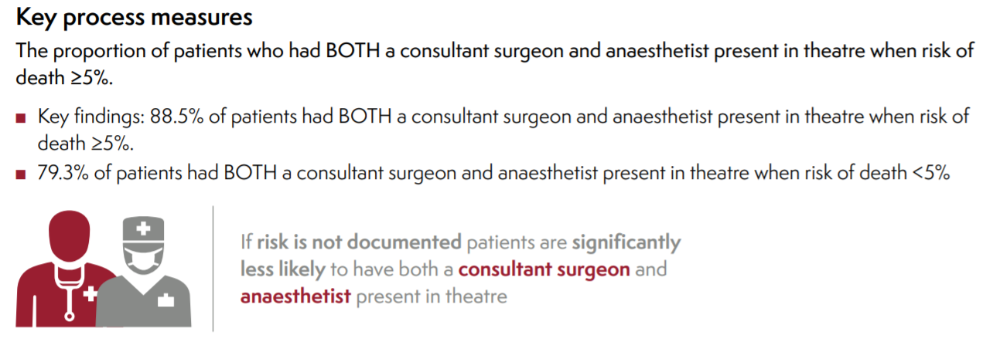 Key process measures
The proportion of patients who had BOTH a consultant surgeon and anaesthetist present in theatre when risk of
death ≥5%.
■ Key findings: 88.5% of patients had BOTH a consultant surgeon and anaesthetist present in theatre when risk of
death ≥5%.
■ 79.3% of patients had BOTH a consultant surgeon and anaesthetist present in theatre when risk of death <5%
If risk is not documented patients are significantly
less likely to have both a consultant surgeon and
anaesthetist present in theatre